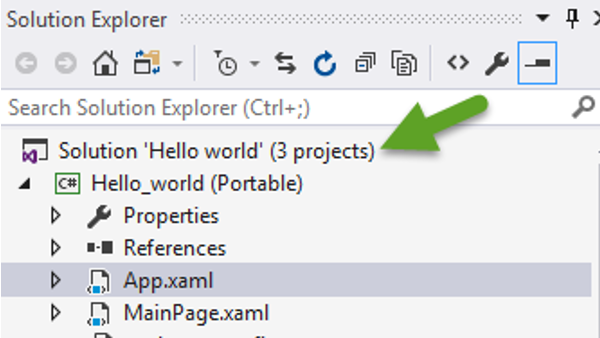 Solution Explorer
Search Solution Explorer (Ctrl+;)
Solution 'Hello world' (3 projects)
C# Hello_world (Portable)
Properties
References
App.xaml
MainPage.xaml